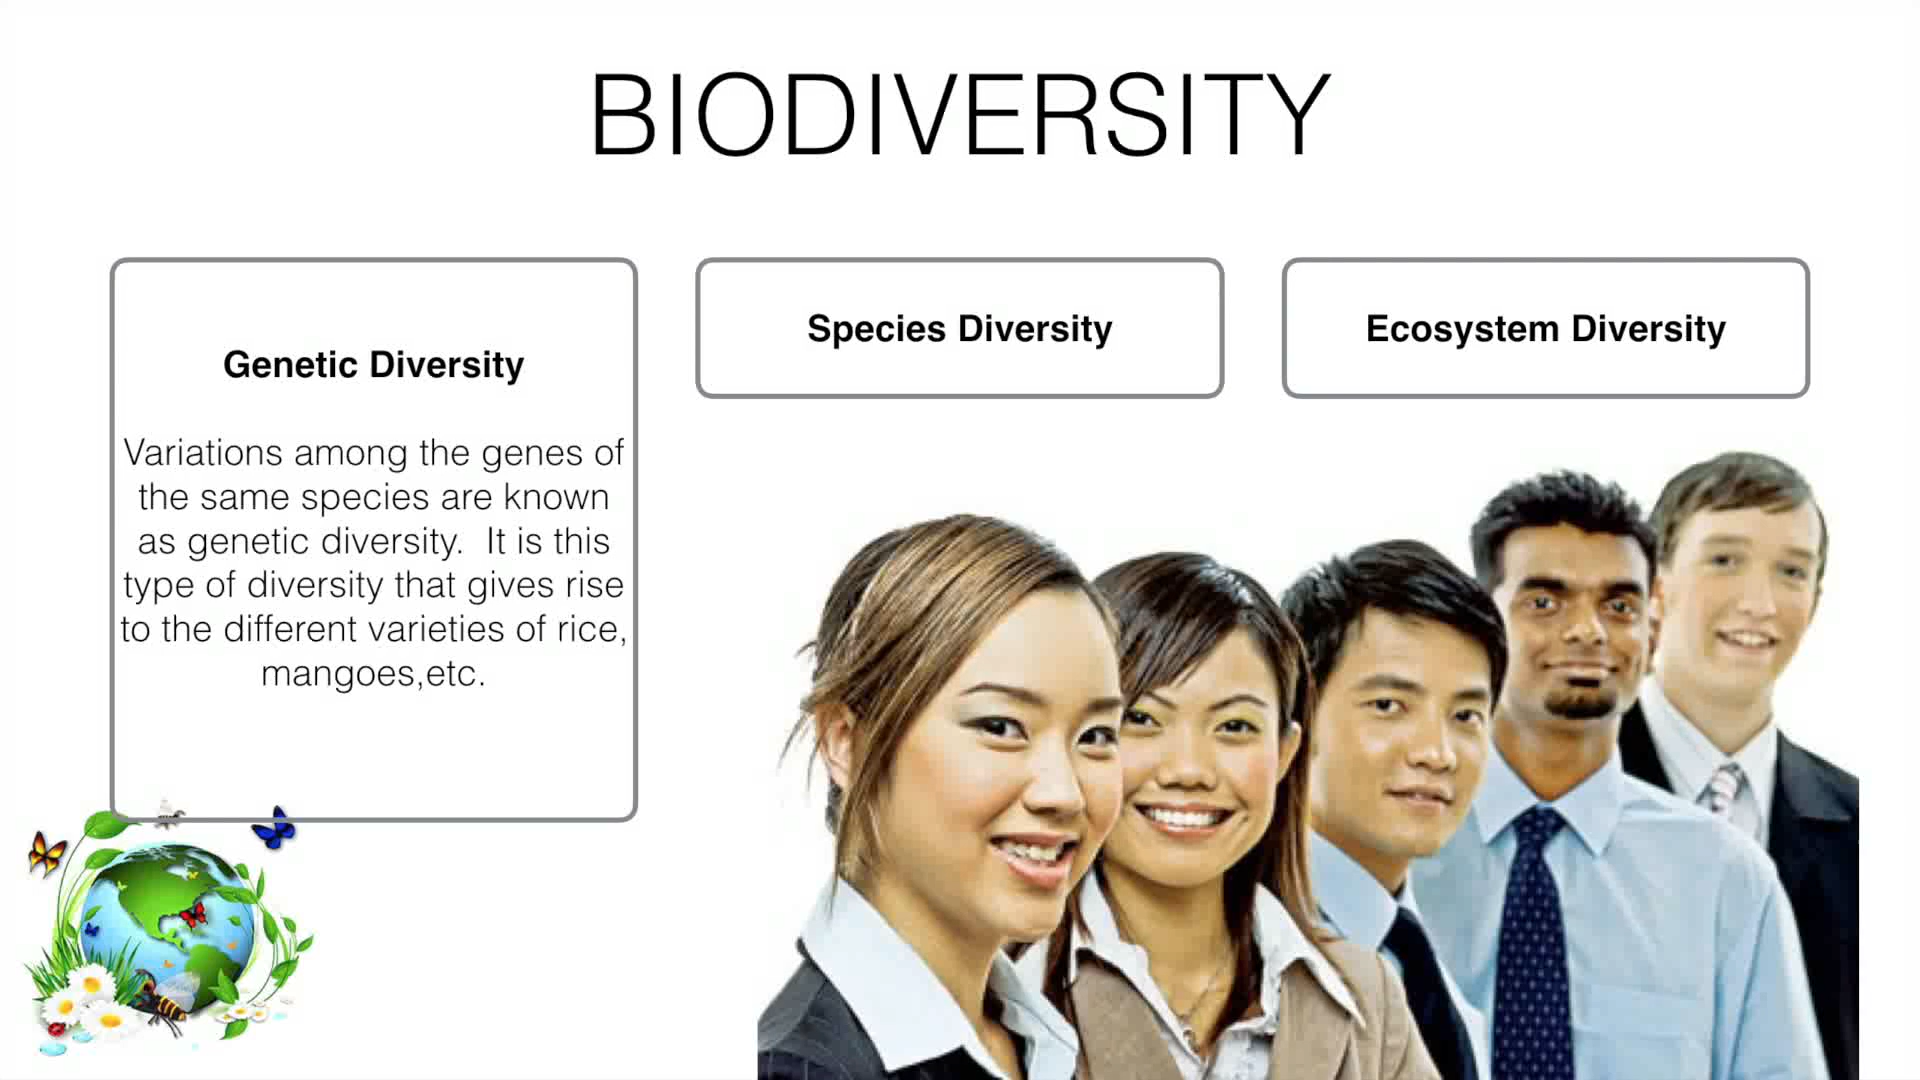 BIODIVERSITY
Genetic Diversity
Variations among the genes of
the same species are known
as genetic diversity.  It is this
type of diversity that gives rise
to the different varieties of rice,
mangoes,etc.
Species Diversity
Ecosystem Diversity